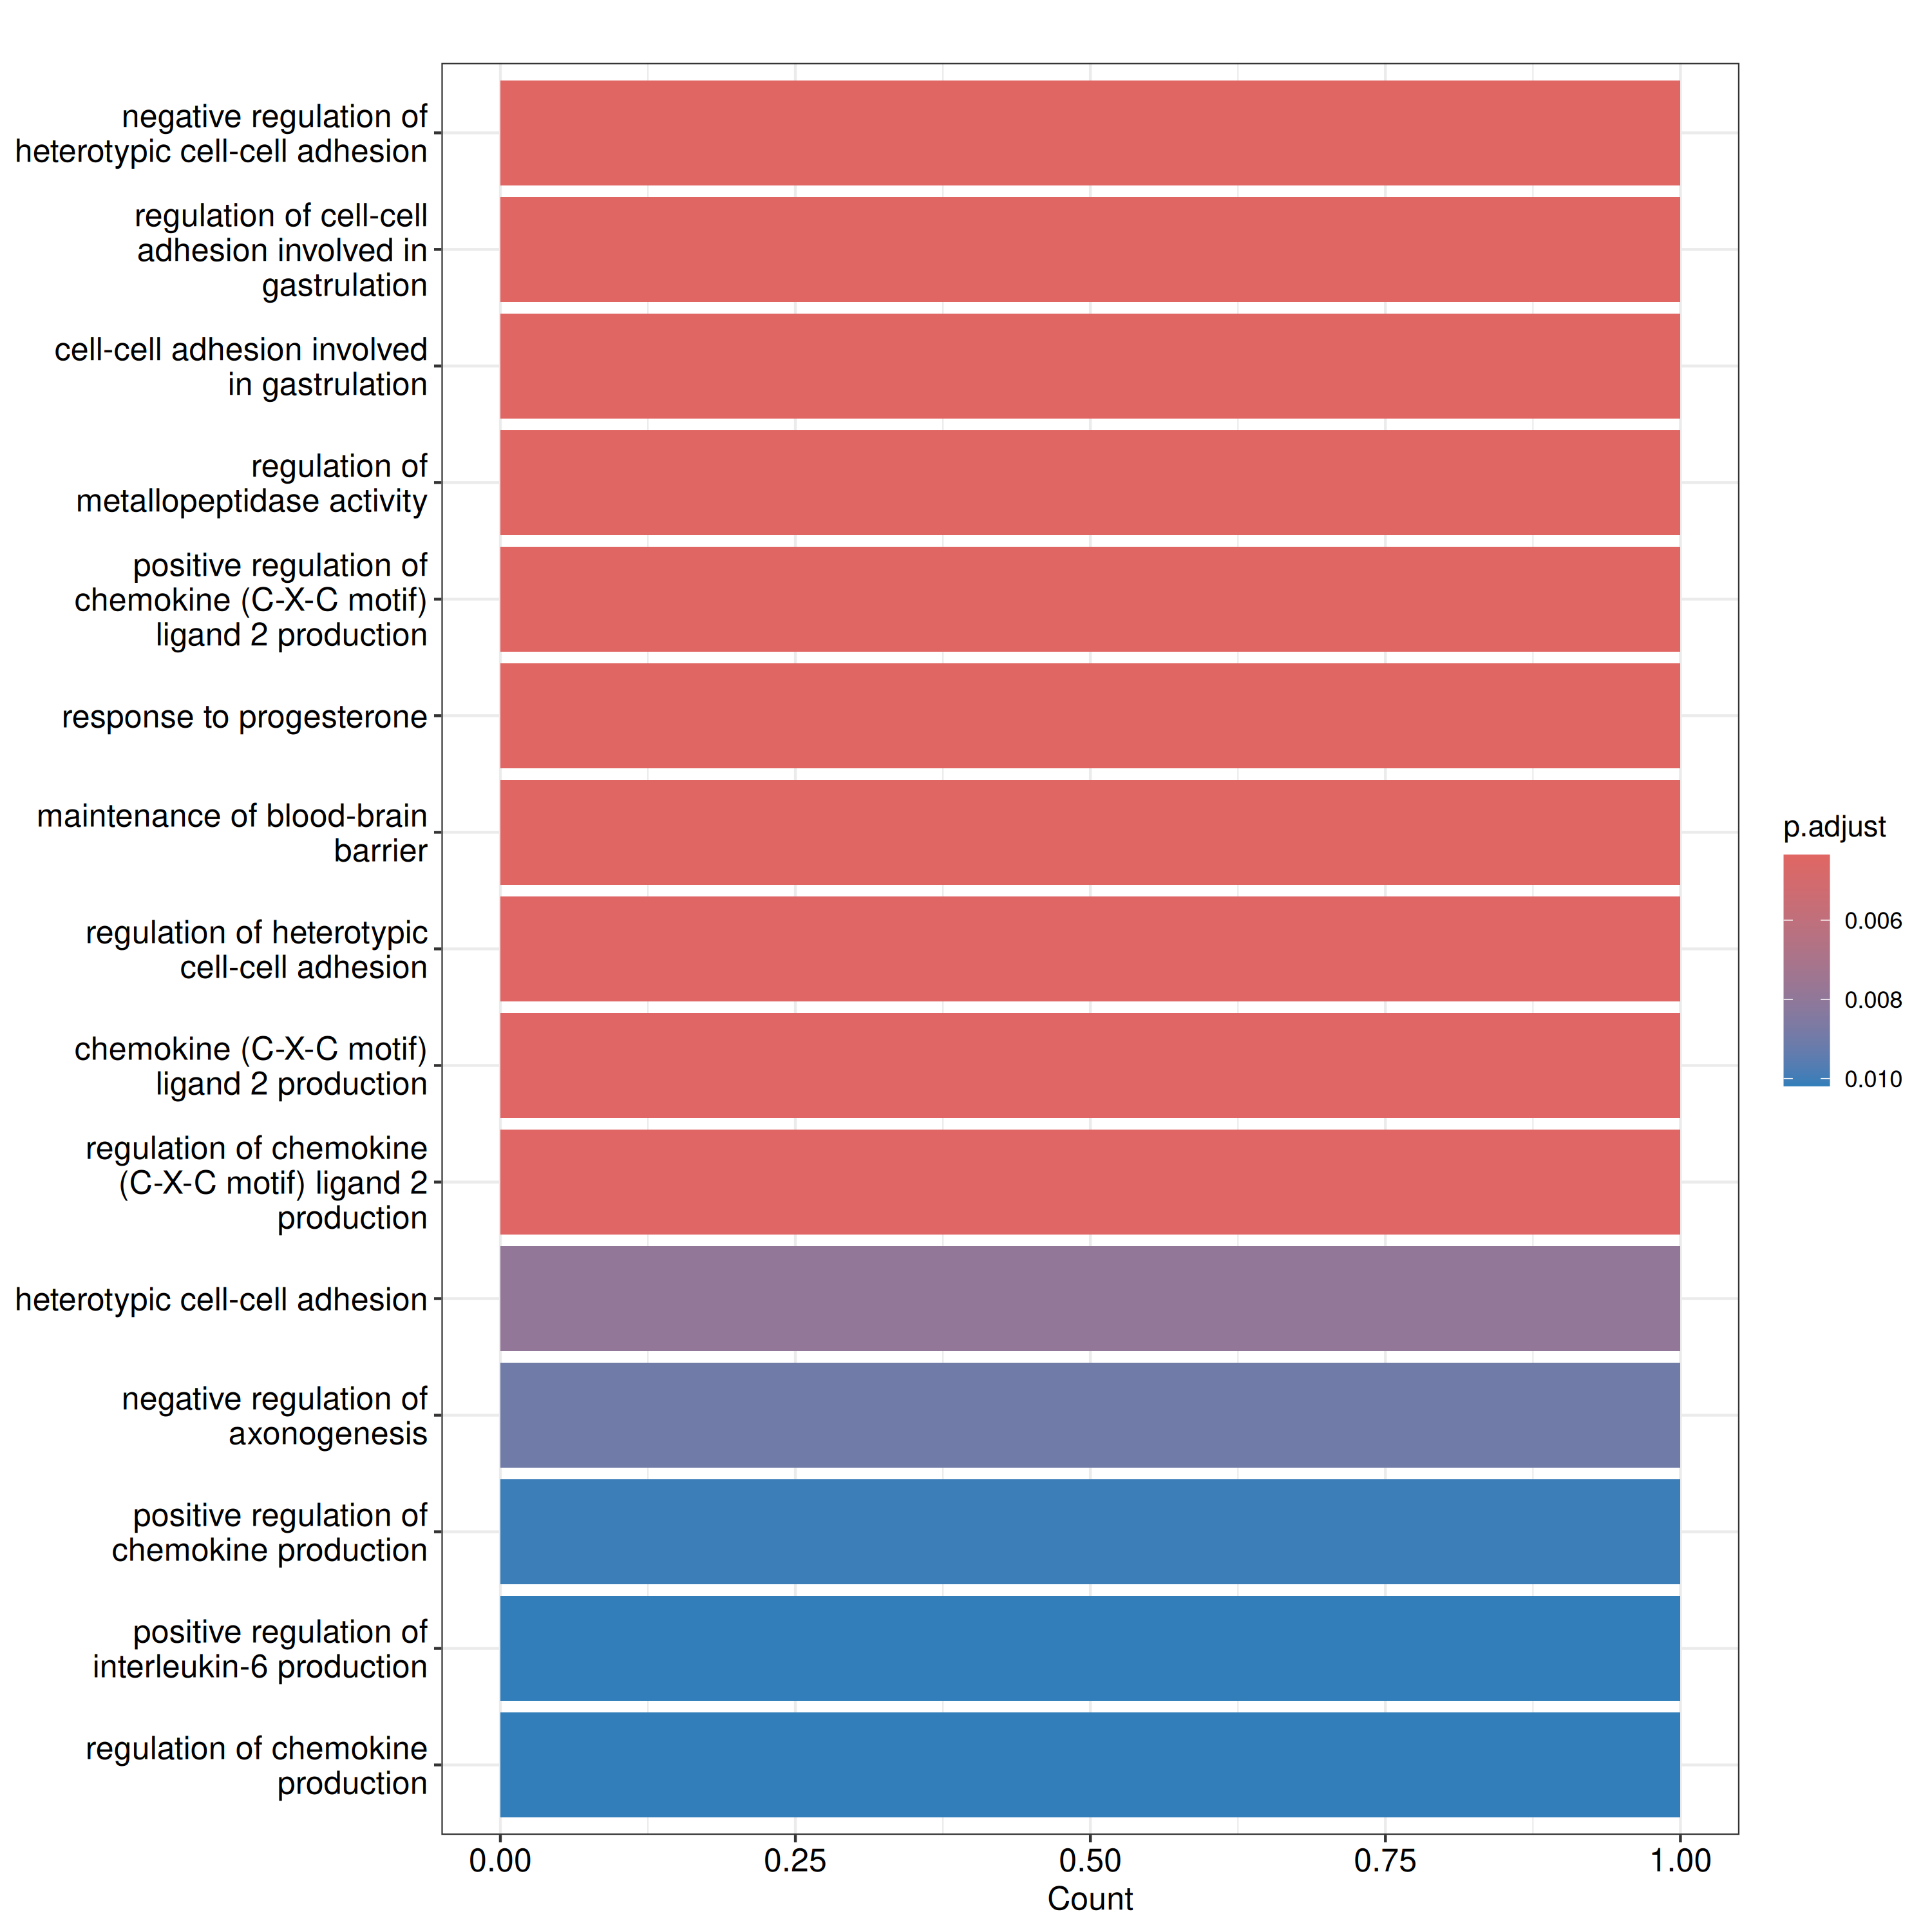 negative regulation of
heterotypic cell-cell adhesion
regulation of cell-cell
adhesion involved in
gastrulation
cell-cell adhesion involved
in gastrulation
regulation of
metallopeptidase activity
positive regulation of
chemokine (C-X-C motif)
ligand 2 production
response to progesterone
maintenance of blood-brain
barrier
regulation of heterotypic
cell-cell adhesion
chemokine (C-X-C motif)
ligand 2 production
regulation of chemokine
(C-X-C motif) ligand 2
production
heterotypic cell-cell adhesion
negative regulation of
axonogenesis
positive regulation of
chemokine production
positive regulation of
interleukin-6 production
regulation of chemokine
production
0.00 0.25 0.50 0.75 1.00
Count
p.adjust
0.006
0.008
0.010